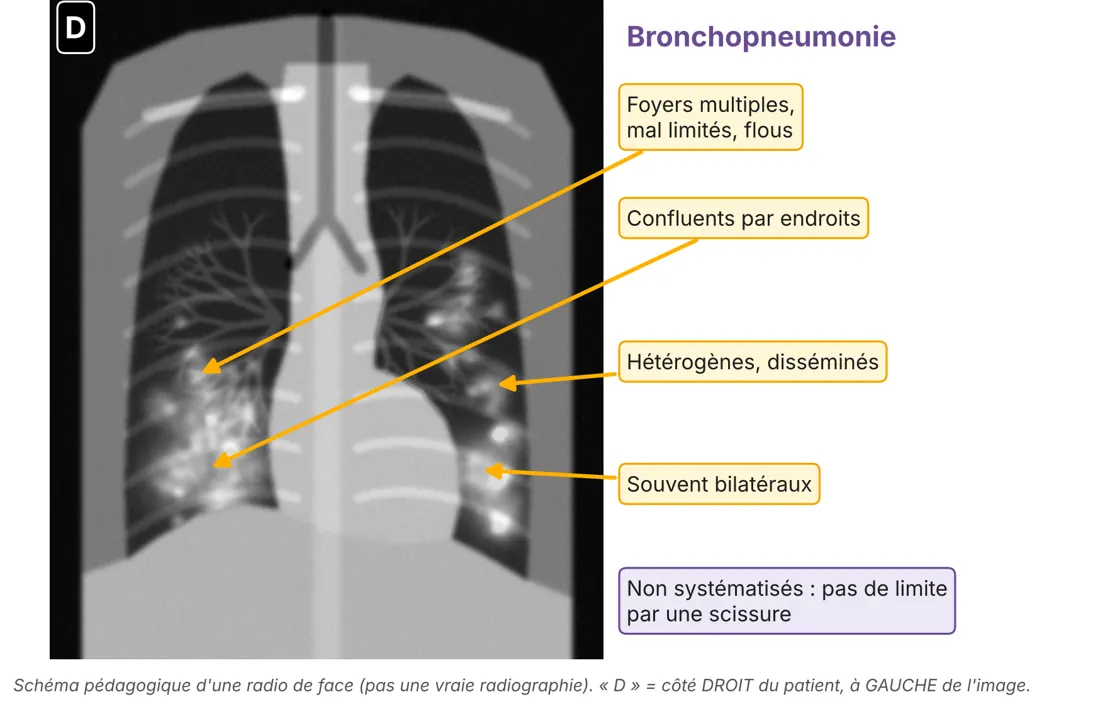 D
Bronchopneumonie
Foyers multiples,
mal limités, flous
Confluents par endroits
Hétérogènes, disséminés
Souvent bilatéraux
Non systématisés : pas de limite
par une scissure
Schéma pédagogique d'une radio de face (pas une vraie radiographie). « D » = côté DROIT du patient, à GAUCHE de l'image.